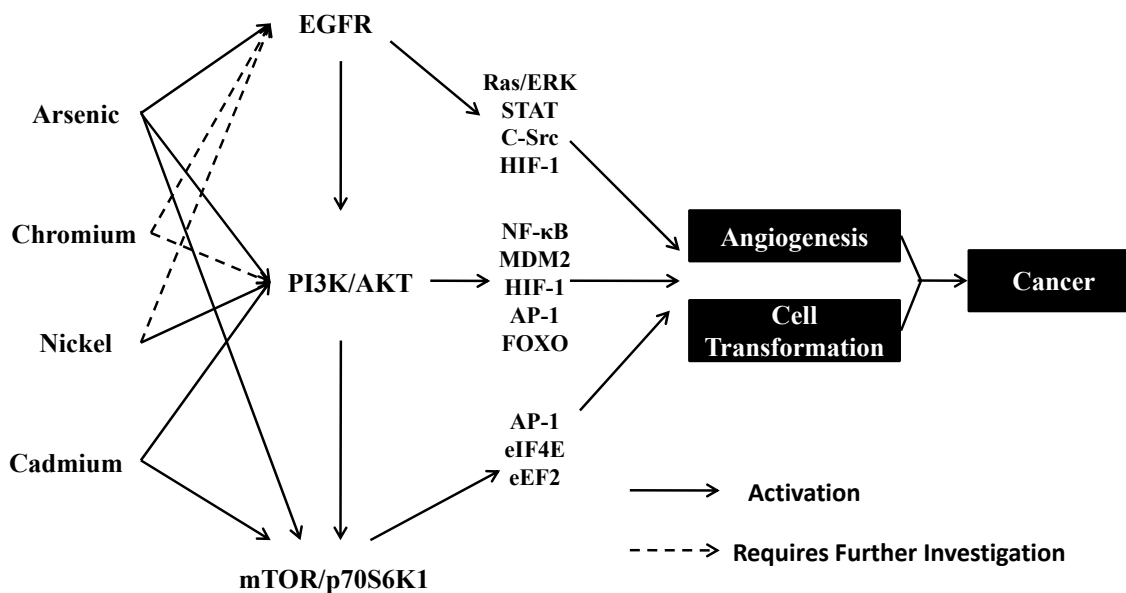 EGFR
Arsenic
Chromium
Nickel
Cadmium
PI3K/AKT
mTOR/p70S6K1
Ras/ERK
STAT
C-Src
HIF-1
NF-κB
MDM2
HIF-1
AP-1
FOXO
AP-1
eIF4E
eEF2
Angiogenesis
Cell
Transformation
Cancer
Activation
Requires Further Investigation